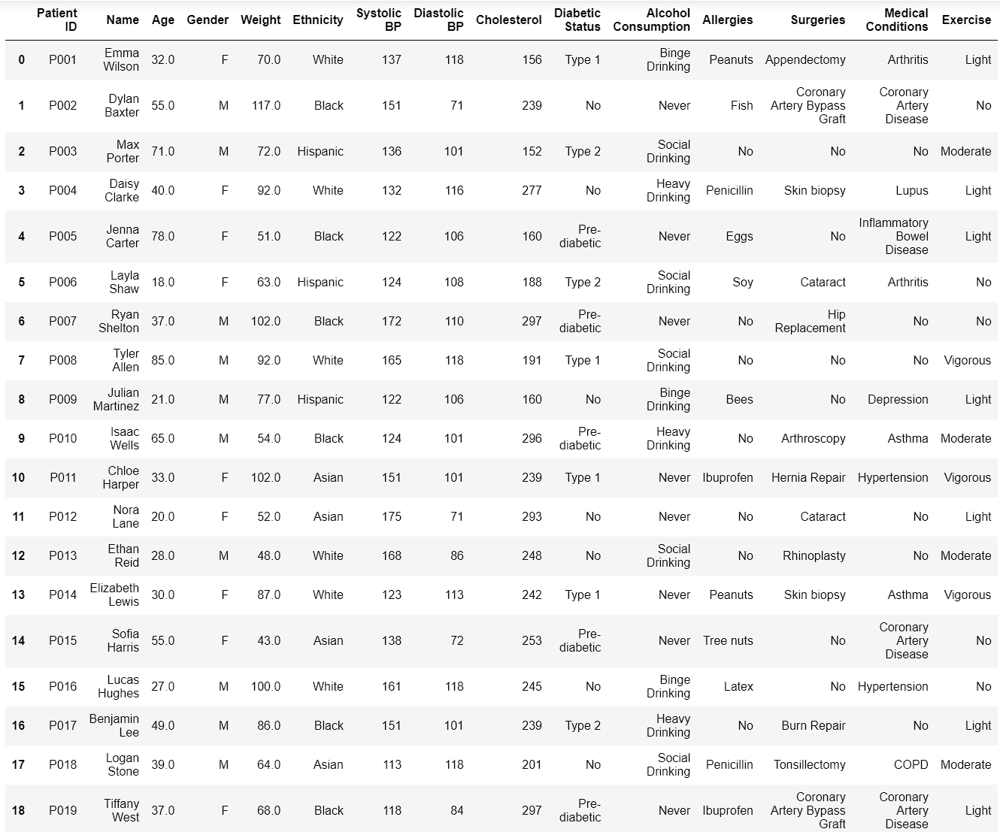 Patient ID Name Age Gender Weight Ethnicity Systolic BP Diastolic BP Cholesterol Diabetic Status Alcohol Consumption Allergies Surgeries Medical Conditions Exercise
0 P001 Emma Wilson 32.0 F 70.0 White 137 118 156 Type 1 Binge Drinking Peanuts Appendectomy Arthritis Light
1 P002 Dylan Baxter 55.0 M 117.0 Black 151 71 239 No Never Fish Coronary Artery Bypass Graft Coronary Artery Disease No
2 P003 Max Porter 71.0 M 72.0 Hispanic 136 101 152 Type 2 Social Drinking No No No Moderate
3 P004 Daisy Clarke 40.0 F 92.0 White 132 116 277 No Heavy Drinking Penicillin Skin biopsy Lupus Light
4 P005 Jenna Carter 78.0 F 51.0 Black 122 106 160 Pre-diabetic Never Eggs No Inflammatory Bowel Disease Light
5 P006 Layla Shaw 18.0 F 63.0 Hispanic 124 108 188 Type 2 Social Drinking Soy Cataract Arthritis No
6 P007 Ryan Shelton 37.0 M 102.0 Black 172 110 297 Pre-diabetic Never No Hip Replacement No No
7 P008 Tyler Allen 85.0 M 92.0 White 165 118 191 Type 1 Social Drinking No No No Vigorous
8 P009 Julian Martinez 21.0 M 77.0 Hispanic 122 106 160 No Binge Drinking Bees No Depression Light
9 P010 Isaac Wells 65.0 M 54.0 Black 124 101 296 Pre-diabetic Heavy Drinking No Arthroscopy Asthma Moderate
10 P011 Chloe Harper 33.0 F 102.0 Asian 151 101 239 Type 1 Never Ibuprofen Hernia Repair Hypertension Vigorous
11 P012 Nora Lane 20.0 F 52.0 Asian 175 71 293 No Never No Cataract No Light
12 P013 Ethan Reid 28.0 M 48.0 White 168 86 248 No Social Drinking No Rhinoplasty No Moderate
13 P014 Elizabeth Lewis 30.0 F 87.0 White 123 113 242 Type 1 Never Peanuts Skin biopsy Asthma Vigorous
14 P015 Sofia Harris 55.0 F 43.0 Asian 138 72 253 Pre-diabetic Never Tree nuts No Coronary Artery Disease No
15 P016 Lucas Hughes 27.0 M 100.0 White 161 118 245 No Binge Drinking Latex No Hypertension No
16 P017 Benjamin Lee 49.0 M 86.0 Black 151 101 239 Type 2 Heavy Drinking No Burn Repair No Light
17 P018 Logan Stone 39.0 M 64.0 Asian 113 118 201 No Social Drinking Penicillin Tonsillectomy COPD Moderate
18 P019 Tiffany West 37.0 F 68.0 Black 118 84 297 Pre-diabetic Never Ibuprofen Coronary Artery Bypass Graft Coronary Artery Disease Light